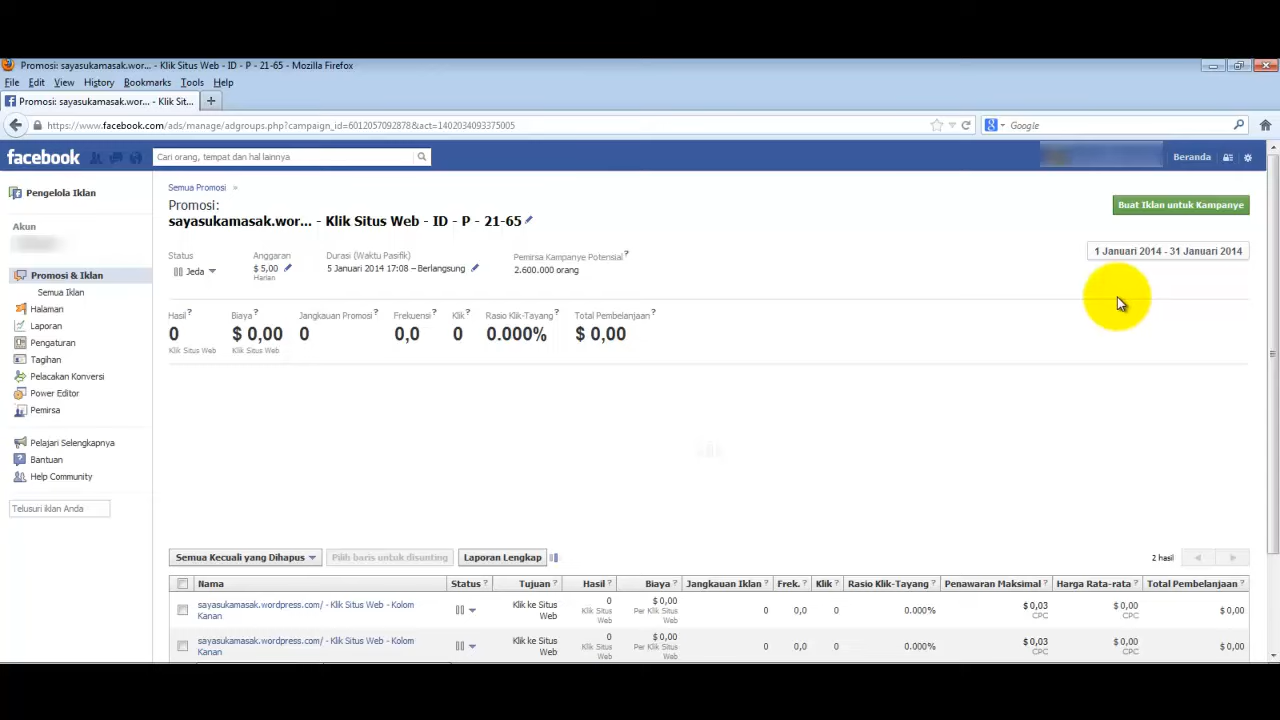 Promosi: sayasukamasak.wor... - Klik Situs Web - ID - P - 21-65 - Mozilla Firefox
File Edit View History Bookmarks Tools Help
Promosi: sayasukamasak.wor... - Klik Sit... +
https://www.facebook.com/ads/manage/adgroups.php?campaign_id=6012057092878&act=1402034093375005
Google
facebook
Cari orang, tempat dan hal lainnya
Beranda
Pengelola Iklan
Akun
Promosi & Iklan
Semua Iklan
Halaman
Laporan
Pengaturan
Tagihan
Pelacakan Konversi
Power Editor
Pemirsa
Pelajari Selengkapnya
Bantuan
Help Community
Telusuri iklan Anda
Semua Promosi »
Promosi:
sayasukamasak.wor... - Klik Situs Web - ID - P - 21-65
Buat Iklan untuk Kampanye
1 Januari 2014 - 31 Januari 2014
Status Anggaran Durasi (Waktu Pasifik) Pemirsa Kampanye Potensial ?
Jeda $ 5,00 5 Januari 2014 17:08 – Berlangsung 2.600.000 orang
Harian
Hasil ? Biaya ? Jangkauan Promosi ? Frekuensi ? Klik ? Rasio Klik-Tayang ? Total Pembelanjaan ?
0 $ 0,00 0 0,0 0 0.000% $ 0,00
Klik Situs Web Klik Situs Web
Semua Kecuali yang Dihapus Pilih baris untuk disunting Laporan Lengkap 2 hasil
Nama Status ? Tujuan ? Hasil ? Biaya ? Jangkauan Iklan ? Frek. ? Klik ? Rasio Klik-Tayang ? Penawaran Maksimal ? Harga Rata-rata ? Total Pembelanjaan ?
sayasukamasak.wordpress.com/ - Klik Situs Web - Kolom Klik ke Situs 0 $ 0,00 0 0,0 0 0.000% $ 0,03 $ 0,00 $ 0,00
Kanan Web Klik Situs Web Per Klik Situs Web CPC CPC
sayasukamasak.wordpress.com/ - Klik Situs Web - Kolom Klik ke Situs 0 $ 0,00 0 0,0 0 0.000% $ 0,03 $ 0,00 $ 0,00
Kanan Web Klik Situs Web Per Klik Situs Web CPC CPC